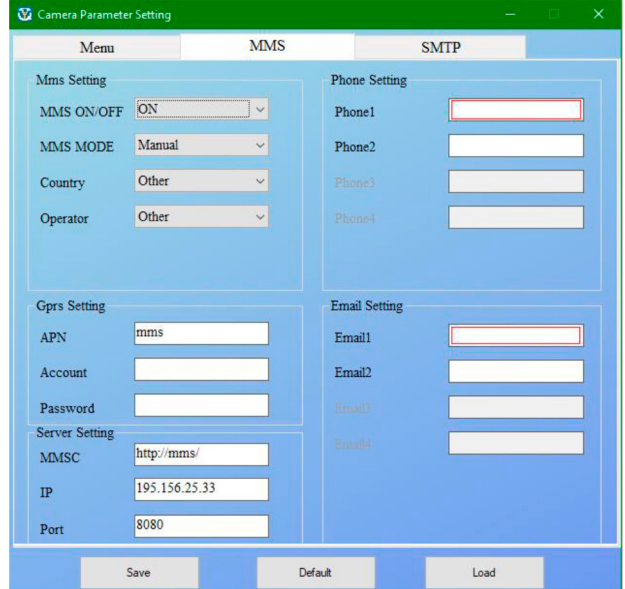 Camera Parameter Setting
Menu MMS SMTP
Mms Setting
MMS ON/OFF ON
MMS MODE Manual
Country Other
Operator Other
Phone Setting
Phone1
Phone2
Phone3
Phone4
Gprs Setting
APN mms
Account
Password
Server Setting
MMSC http://mms/
IP 195.156.25.33
Port 8080
Email Setting
Email1
Email2
Email3
Email4
Save Default Load